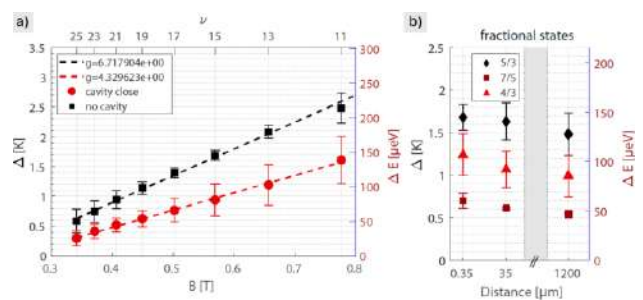 a)
ν
25 23 21 19 17 15 13 11
3.5
3
2.5
2
1.5
1
0.5
0
Δ [K]
g=6.717904e+00
g=4.329623e+00
cavity close
no cavity
300
250
200
150
100
50
0
Δ E [μeV]
0.3 0.4 0.5 0.6 0.7 0.8
B [T]
b)
fractional states
2.5
2
1.5
1
0.5
0
Δ [K]
5/3
7/5
4/3
200
150
100
50
0
Δ E [μeV]
0.35 35 // 1200
Distance [μm]